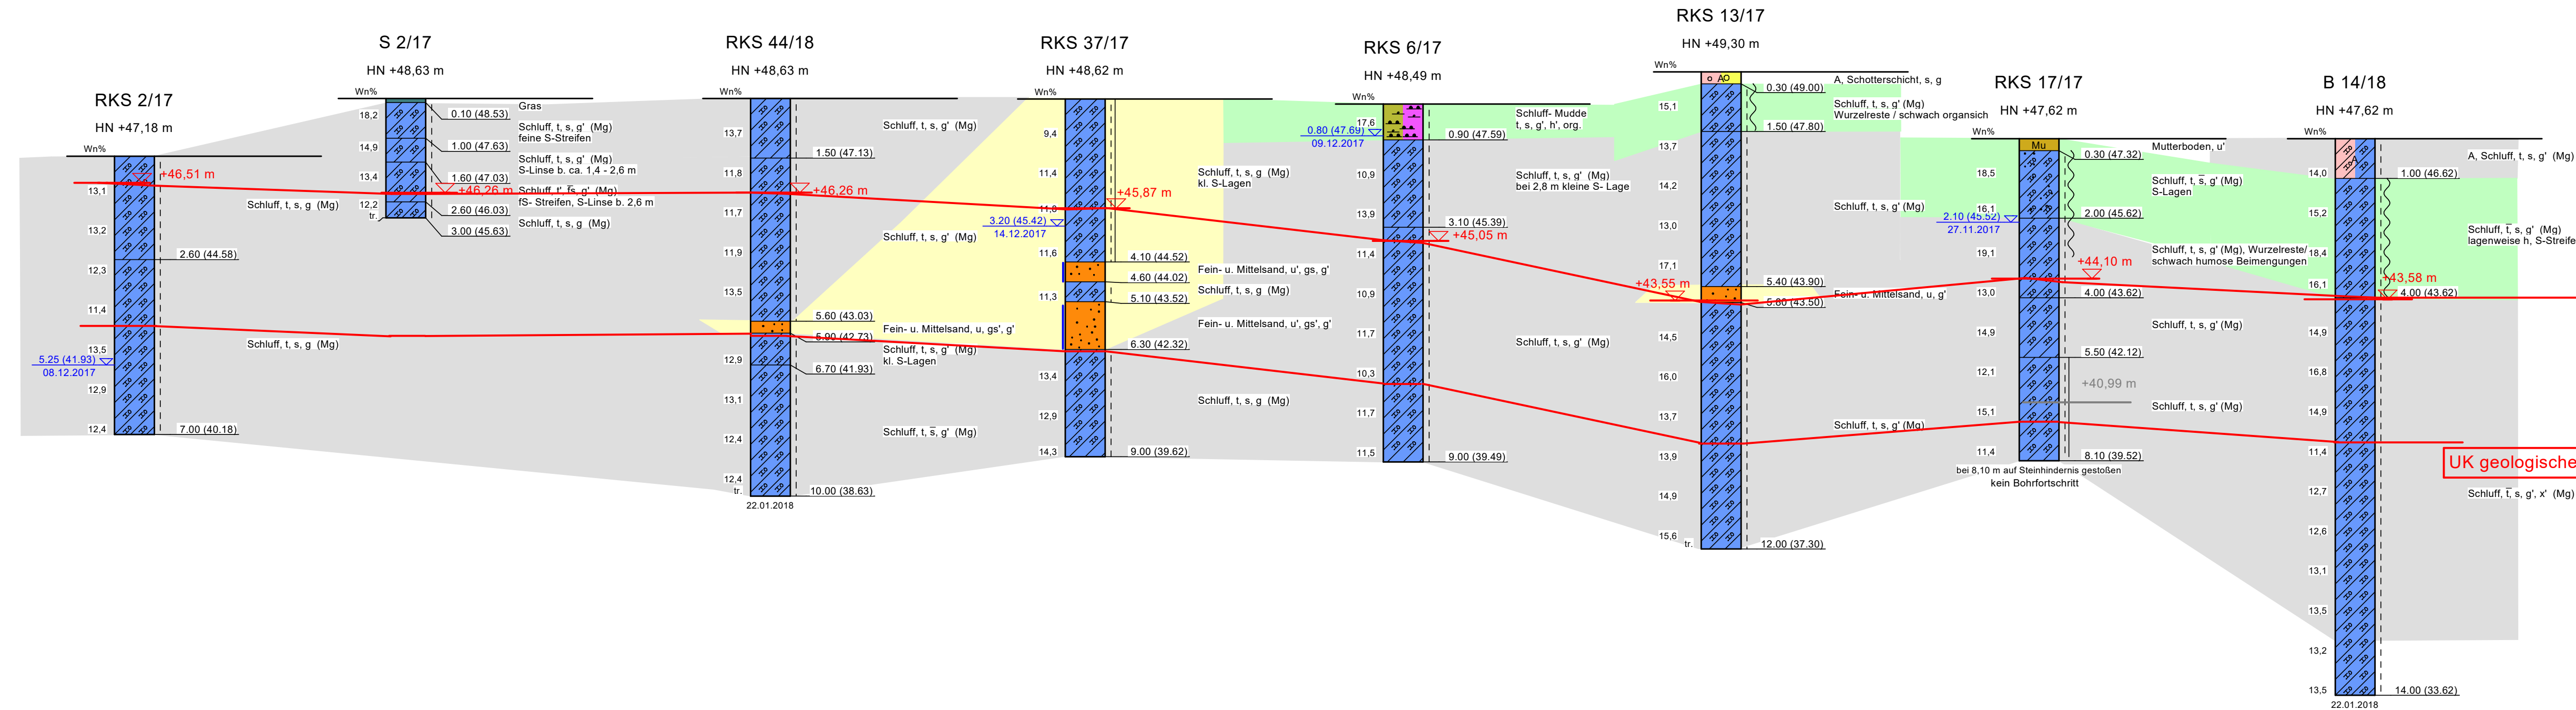 RKS 2/17
HN +47,18 m
Wn%
13,1
13,2
12,3
11,4
13,5
12,9
12,4
+46,51 m
Schluff, t, s, g (Mg)
2.60 (44.58)
Schluff, t, s, g (Mg)
5.25 (41.93)
08.12.2017
7.00 (40.18)
S 2/17
HN +48,63 m
Wn%
18,2
14,9
13,4
12,2
tr.
Gras
0.10 (48.53)
Schluff, t, s, g' (Mg)
feine S-Streifen
1.00 (47.63)
Schluff, t, s, g' (Mg)
S-Linse b. ca. 1,4 - 2,6 m
1.60 (47.03)
+46,26 m
Schluff, t', f̅s̅, g' (Mg)
fS- Streifen, S-Linse b. 2,6 m
2.60 (46.03)
Schluff, t, s, g (Mg)
3.00 (45.63)
RKS 44/18
HN +48,63 m
Wn%
13,7
11,8
11,7
11,9
13,5
12,9
13,1
12,4
12,4
tr.
Schluff, t, s, g' (Mg)
1.50 (47.13)
+46,26 m
Schluff, t, s, g' (Mg)
5.60 (43.03)
Fein- u. Mittelsand, u, gs', g'
5.90 (42.73)
Schluff, t, s, g' (Mg)
kl. S-Lagen
6.70 (41.93)
Schluff, t, s̅, g' (Mg)
10.00 (38.63)
22.01.2018
RKS 37/17
HN +48,62 m
Wn%
9,4
11,4
11,8
11,6
11,3
13,4
12,9
14,3
Schluff, t, s, g (Mg)
kl. S-Lagen
+45,87 m
3.20 (45.42)
14.12.2017
4.10 (44.52)
Fein- u. Mittelsand, u', gs, g'
4.60 (44.02)
Schluff, t, s, g' (Mg)
5.10 (43.52)
Fein- u. Mittelsand, u', gs', g'
6.30 (42.32)
Schluff, t, s, g (Mg)
9.00 (39.62)
RKS 6/17
HN +48,49 m
Wn%
17,6
10,9
13,9
11,4
10,9
11,7
10,3
11,7
11,5
Schluff- Mudde
t, s, g', h', org.
0.80 (47.69)
09.12.2017
0.90 (47.59)
Schluff, t, s, g' (Mg)
bei 2,8 m kleine S- Lage
3.10 (45.39)
+45,05 m
Schluff, t, s, g' (Mg)
9.00 (39.49)
RKS 13/17
HN +49,30 m
Wn%
15,1
13,7
14,2
13,0
17,1
14,5
16,0
13,7
13,9
14,9
15,6
tr.
A
A, Schotterschicht, s, g
0.30 (49.00)
Schluff, t, s, g' (Mg)
Wurzelreste / schwach organsich
1.50 (47.80)
Schluff, t, s, g' (Mg)
+43,55 m
5.40 (43.90)
Fein- u. Mittelsand, u, g'
5.80 (43.50)
Schluff, t, s, g' (Mg)
12.00 (37.30)
RKS 17/17
HN +47,62 m
Wn%
18,5
16,1
19,1
13,0
14,9
12,1
15,1
11,4
Mu
Mutterboden, u'
0.30 (47.32)
Schluff, t, s̅, g' (Mg)
S-Lagen
2.00 (45.62)
2.10 (45.52)
27.11.2017
Schluff, t, s, g' (Mg), Wurzelreste/
schwach humose Beimengungen
+44,10 m
4.00 (43.62)
Schluff, t, s, g' (Mg)
5.50 (42.12)
+40,99 m
Schluff, t, s, g' (Mg)
8.10 (39.52)
bei 8,10 m auf Steinhindernis gestoßen
kein Bohrfortschritt
B 14/18
HN +47,62 m
Wn%
14,0
15,2
18,4
16,1
14,9
16,8
14,9
11,4
12,7
12,6
13,1
13,5
13,2
13,5
A
A, Schluff, t, s, g' (Mg)
1.00 (46.62)
Schluff, t̅, s, g' (Mg)
lagenweise h, S-Streife
+43,58 m
4.00 (43.62)
UK geologische
Schluff, t̅, s, g', x' (Mg)
14.00 (33.62)
22.01.2018